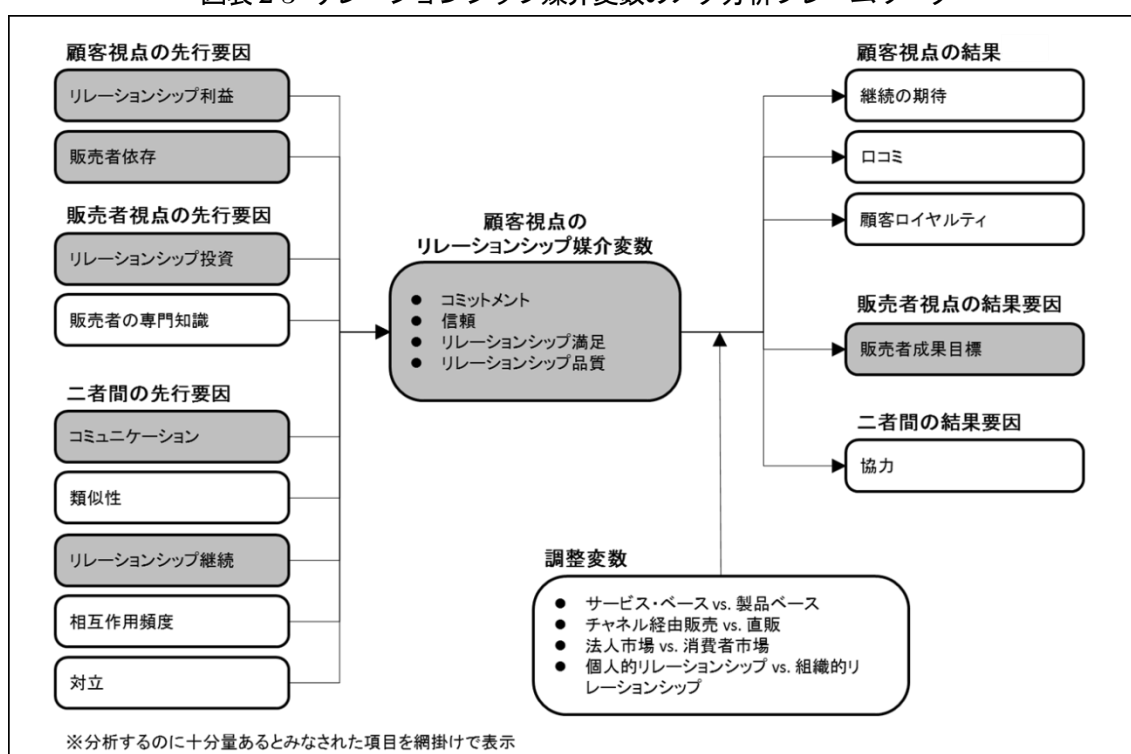 顧客視点の先行要因
リレーションシップ利益
販売者依存
販売者視点の先行要因
リレーションシップ投資
販売者の専門知識
二者間の先行要因
コミュニケーション
類似性
リレーションシップ継続
相互作用頻度
対立
顧客視点の
リレーションシップ媒介変数
● コミットメント
● 信頼
● リレーションシップ満足
● リレーションシップ品質
顧客視点の結果
継続の期待
口コミ
顧客ロイヤルティ
販売者視点の結果要因
販売者成果目標
二者間の結果要因
協力
調整変数
● サービス・ベース vs. 製品ベース
● チャネル経由販売 vs. 直販
● 法人市場 vs. 消費者市場
● 個人的リレーションシップ vs. 組織的リ
レーションシップ
※分析するのに十分量あるとみなされた項目を網掛けで表示